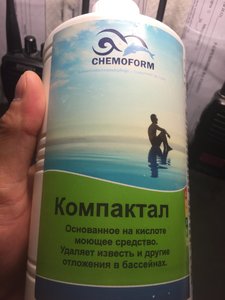 CHEMOFORM
Компактал
Основанное на кислоте
моющее средство.
Удаляет известь и другие
отложения в бассейнах.